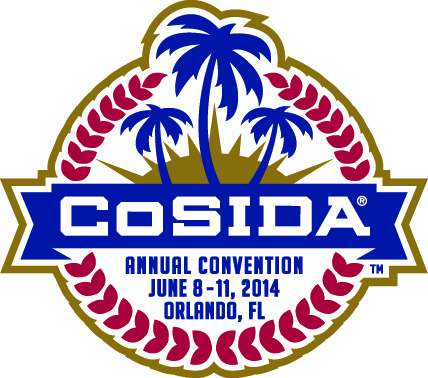 CoSIDA®
ANNUAL CONVENTION
JUNE 8-11, 2014
ORLANDO, FL
TM